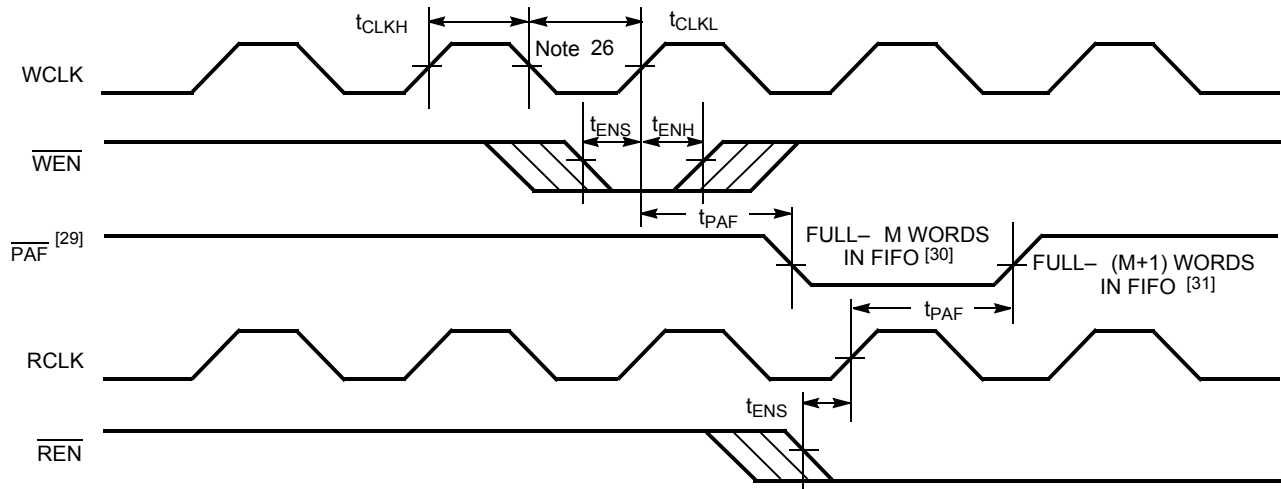 tCLKH
tCLKL
Note 26
WCLK
tENS
tENH
WEN
tPAF
PAF [29]
FULL– M WORDS
IN FIFO [30]
FULL– (M+1) WORDS
IN FIFO [31]
tPAF
RCLK
tENS
REN